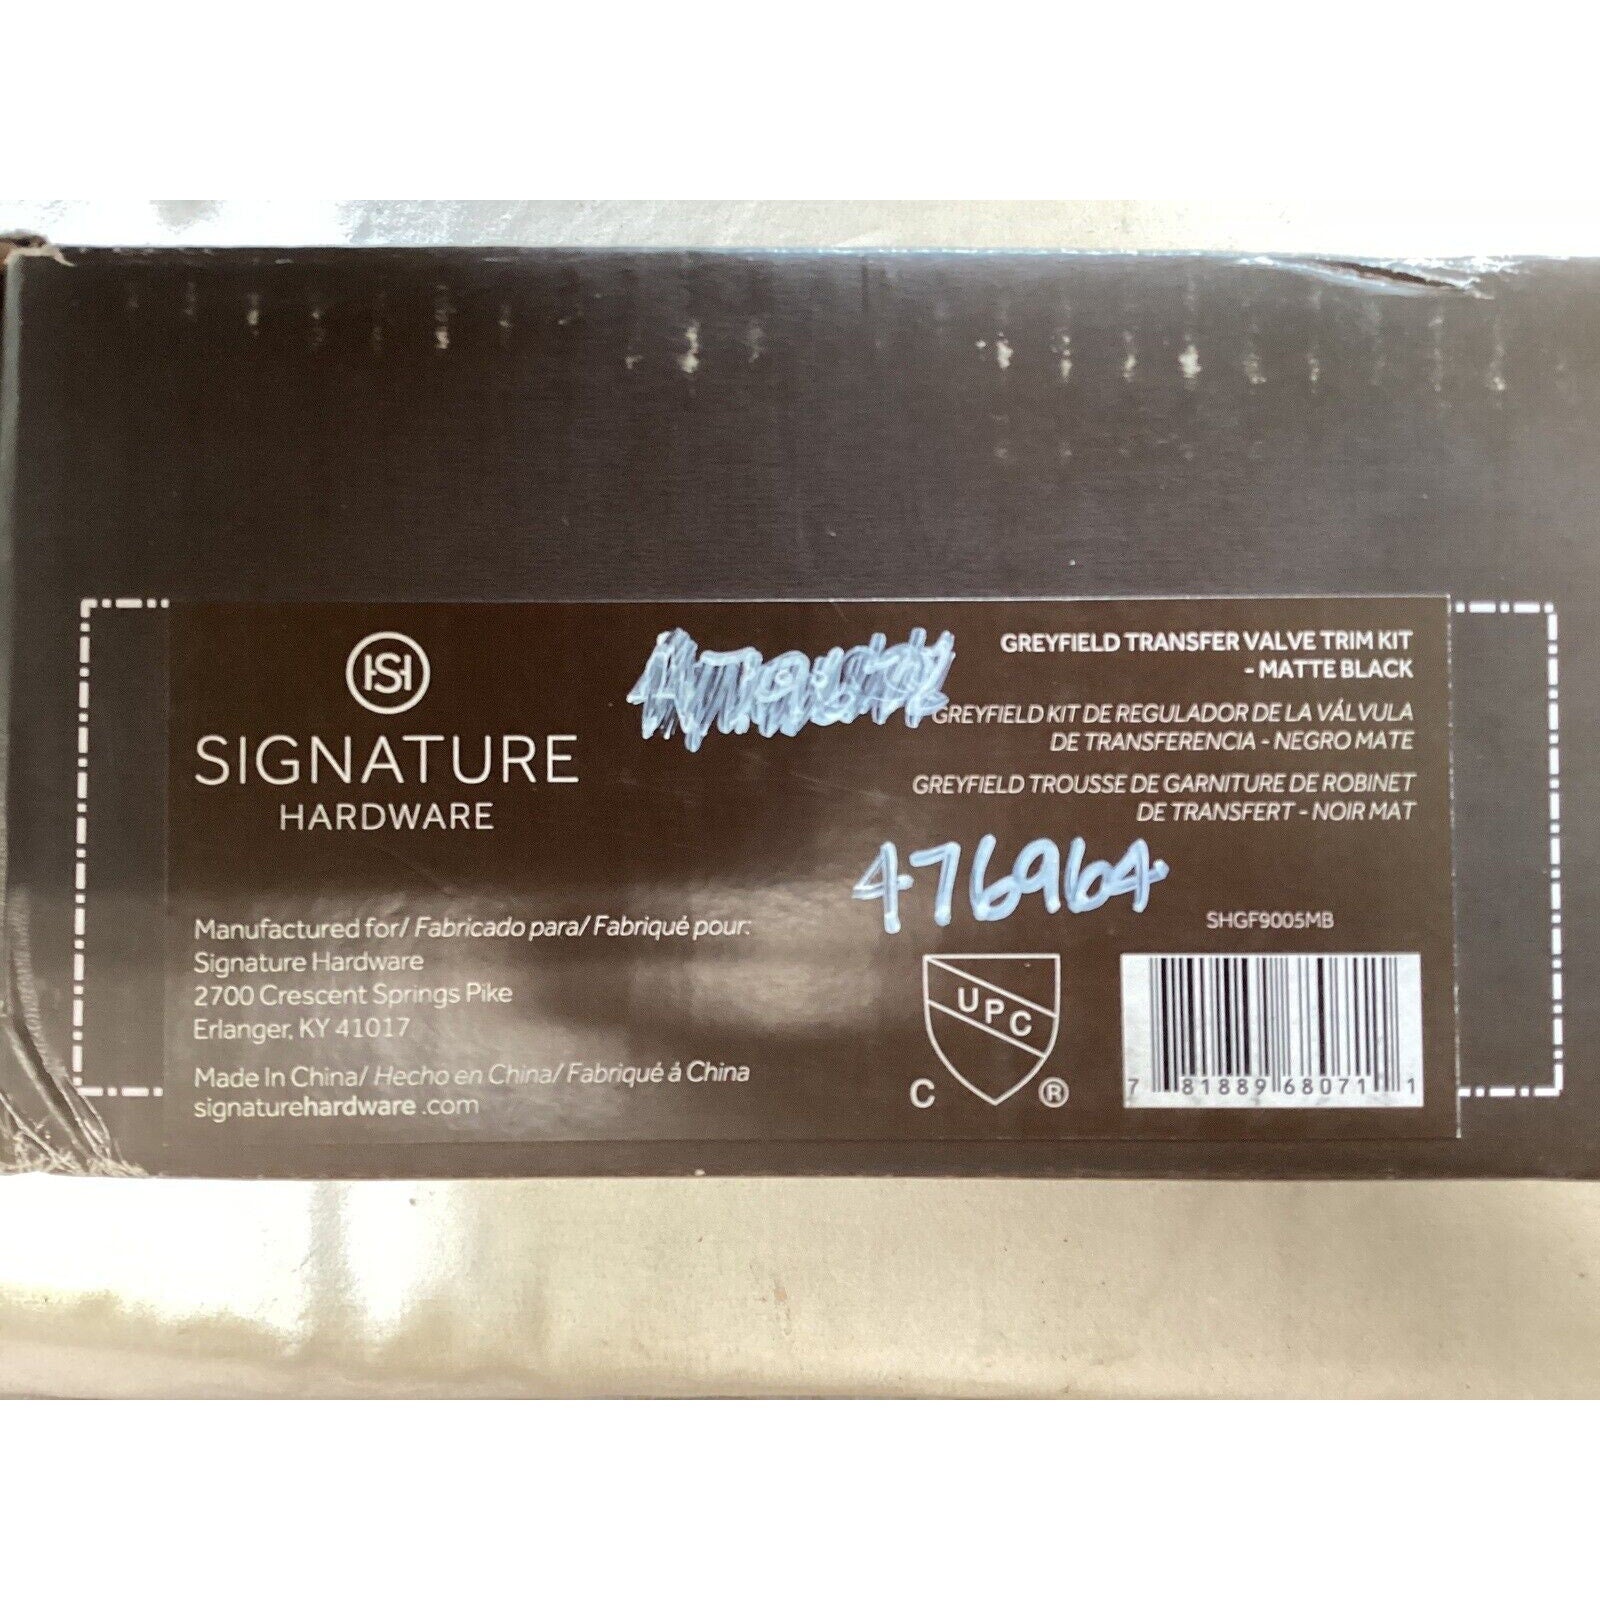 SH
SIGNATURE
HARDWARE
GREYFIELD TRANSFER VALVE TRIM KIT
- MATTE BLACK
GREYFIELD KIT DE REGULADOR DE LA VÁLVULA
DE TRANSFERENCIA - NEGRO MATE
GREYFIELD TROUSSE DE GARNITURE DE ROBINET
DE TRANSFERT - NOIR MAT
476964
SHGF9005MB
Manufactured for/ Fabricado para/ Fabriqué pour:
Signature Hardware
2700 Crescent Springs Pike
Erlanger, KY 41017
Made In China/ Hecho en China/ Fabriqué á China
signaturehardware.com
UPC
C ®
7 81889 68071 1